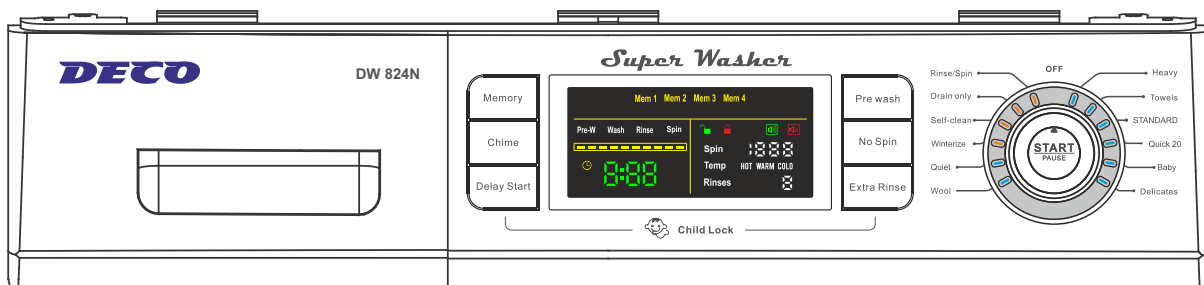 DECO
DW 824N
Super Washer
Memory
Chime
Delay Start
Mem 1 Mem 2 Mem 3 Mem 4
Pre-W Wash Rinse Spin
8:88
Spin 1888
Temp HOT WARM COLD
Rinses 8
Pre wash
No Spin
Extra Rinse
Child Lock
OFF
Rinse/Spin
Drain only
Self-clean
Winterize
Quiet
Wool
Heavy
Towels
STANDARD
Quick 20
Baby
Delicates
START
PAUSE